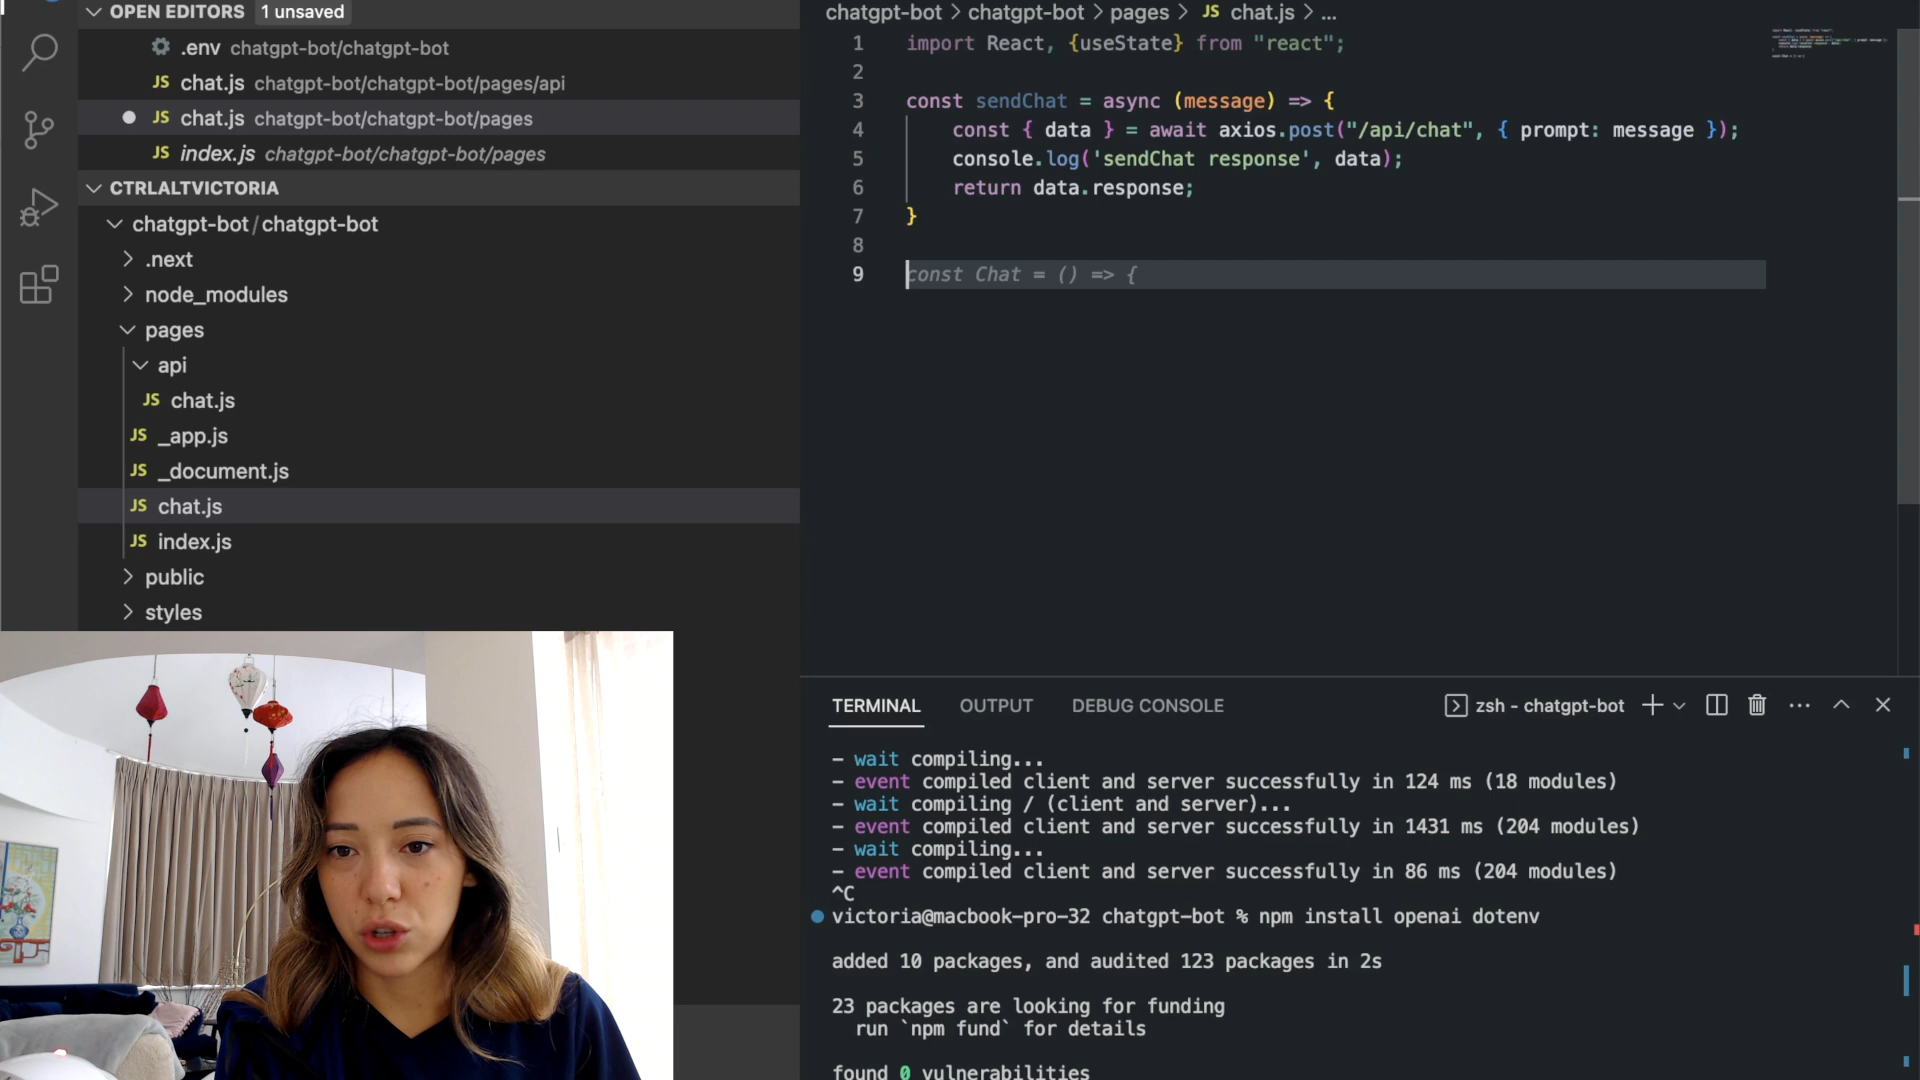 OPEN EDITORS 1 unsaved
.env chatgpt-bot/chatgpt-bot
JS chat.js chatgpt-bot/chatgpt-bot/pages/api
JS chat.js chatgpt-bot/chatgpt-bot/pages
JS index.js chatgpt-bot/chatgpt-bot/pages
CTRLALTVICTORIA
chatgpt-bot/chatgpt-bot
.next
node_modules
pages
api
JS chat.js
JS _app.js
JS _document.js
JS chat.js
JS index.js
public
styles
chatgpt-bot > chatgpt-bot > pages > JS chat.js > ...
1 import React, {useState} from "react";
2
3 const sendChat = async (message) => {
4 const { data } = await axios.post("/api/chat", { prompt: message });
5 console.log('sendChat response', data);
6 return data.response;
7 }
8
9 const Chat = () => {
TERMINAL OUTPUT DEBUG CONSOLE zsh - chatgpt-bot
- wait compiling...
- event compiled client and server successfully in 124 ms (18 modules)
- wait compiling / (client and server)...
- event compiled client and server successfully in 1431 ms (204 modules)
- wait compiling...
- event compiled client and server successfully in 86 ms (204 modules)
^C
victoria@macbook-pro-32 chatgpt-bot % npm install openai dotenv
added 10 packages, and audited 123 packages in 2s
23 packages are looking for funding
run `npm fund` for details
found 0 vulnerabilities